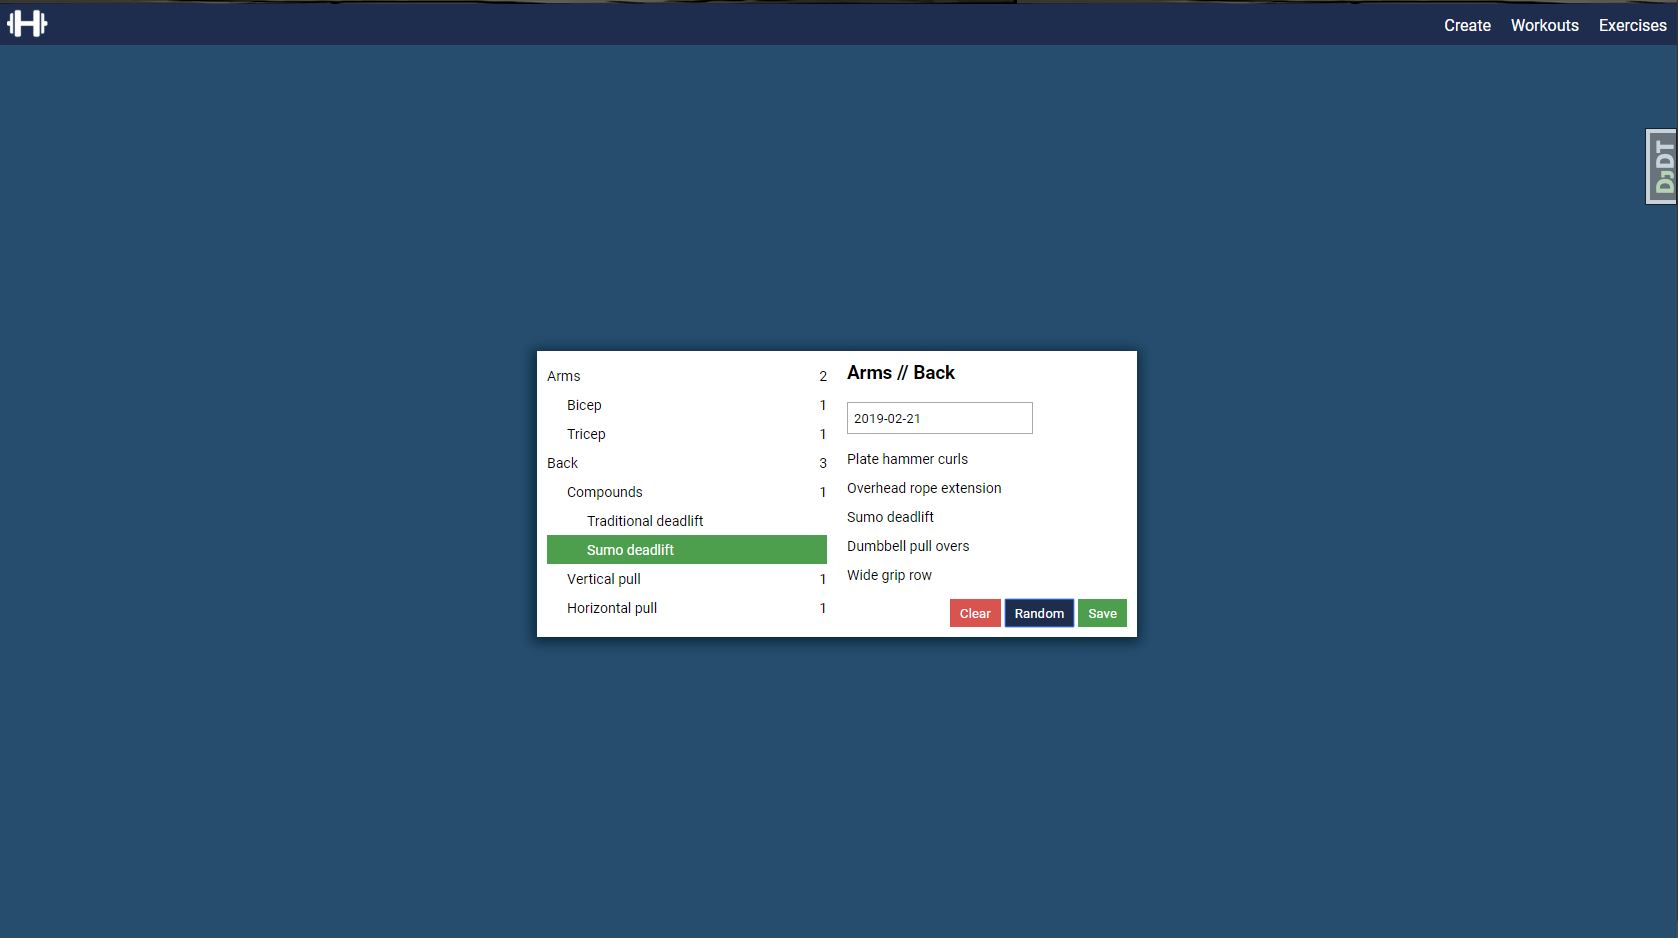 H
Create Workouts Exercises
DJDT
Arms 2
Bicep 1
Tricep 1
Back 3
Compounds 1
Traditional deadlift
Sumo deadlift
Vertical pull 1
Horizontal pull 1
Arms // Back
2019-02-21
Plate hammer curls
Overhead rope extension
Sumo deadlift
Dumbbell pull overs
Wide grip row
Clear Random Save